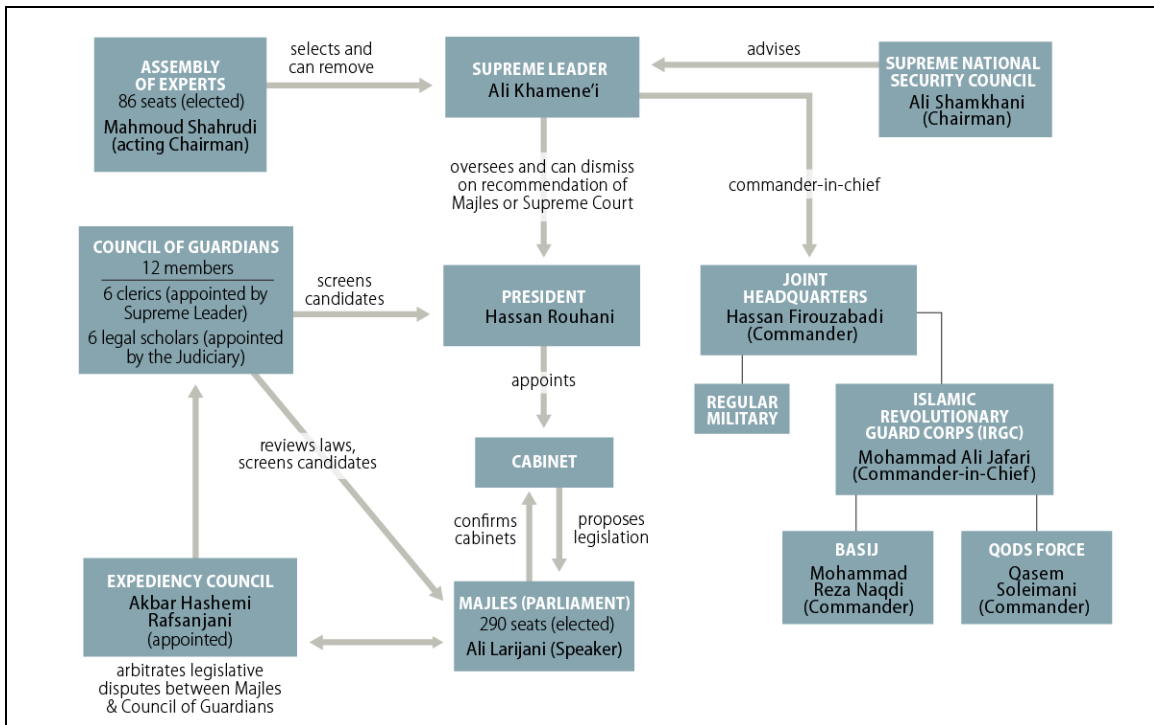 ASSEMBLY
OF EXPERTS
86 seats (elected)
Mahmoud Shahrudi
(acting Chairman)
selects and
can remove
SUPREME LEADER
Ali Khamene’i
advises
SUPREME NATIONAL
SECURITY COUNCIL
Ali Shamkhani
(Chairman)
oversees and can dismiss
on recommendation of
Majles or Supreme Court
commander-in-chief
COUNCIL OF GUARDIANS
12 members
6 clerics (appointed by
Supreme Leader)
6 legal scholars (appointed
by the Judiciary)
screens
candidates
PRESIDENT
Hassan Rouhani
JOINT
HEADQUARTERS
Hassan Firouzabadi
(Commander)
appoints
REGULAR
MILITARY
ISLAMIC
REVOLUTIONARY
GUARD CORPS (IRGC)
Mohammad Ali Jafari
(Commander-in-Chief)
reviews laws,
screens candidates
CABINET
confirms
cabinets
proposes
legislation
BASIJ
Mohammad
Reza Naqdi
(Commander)
QODS FORCE
Qasem
Soleimani
(Commander)
EXPEDIENCY COUNCIL
Akbar Hashemi
Rafsanjani
(appointed)
MAJLES (PARLIAMENT)
290 seats (elected)
Ali Larijani (Speaker)
arbitrates legislative
disputes between Majles
& Council of Guardians